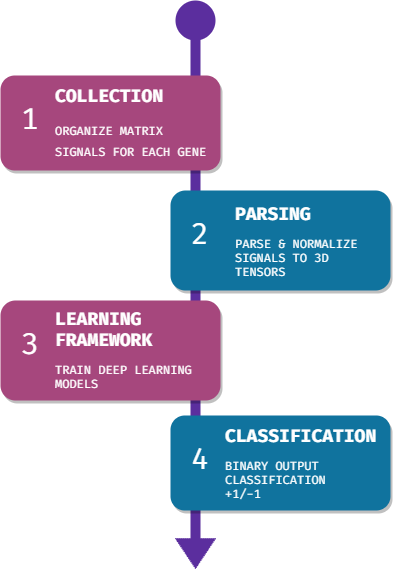 1
COLLECTION
ORGANIZE MATRIX
SIGNALS FOR EACH GENE
2
PARSING
PARSE & NORMALIZE
SIGNALS TO 3D
TENSORS
3
LEARNING
FRAMEWORK
TRAIN DEEP LEARNING
MODELS
4
CLASSIFICATION
BINARY OUTPUT
CLASSIFICATION
+1/-1